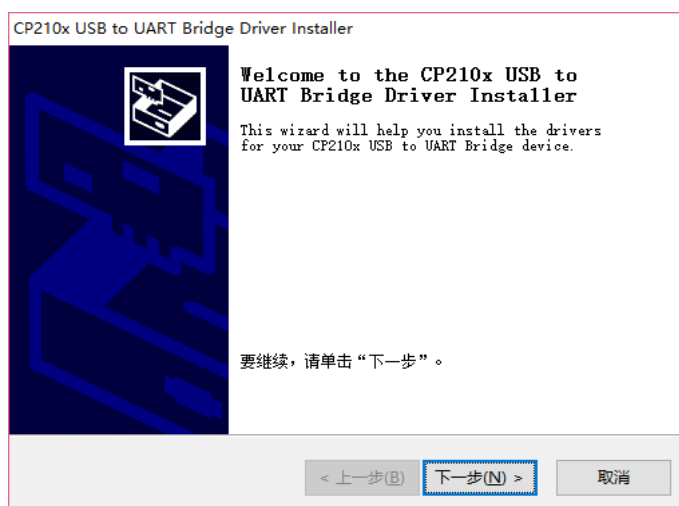 CP210x USB to UART Bridge Driver Installer
Welcome to the CP210x USB to
UART Bridge Driver Installer
This wizard will help you install the drivers
for your CP210x USB to UART Bridge device.
要继续，请单击“下一步”。
< 上一步(B)
下一步(N) >
取消